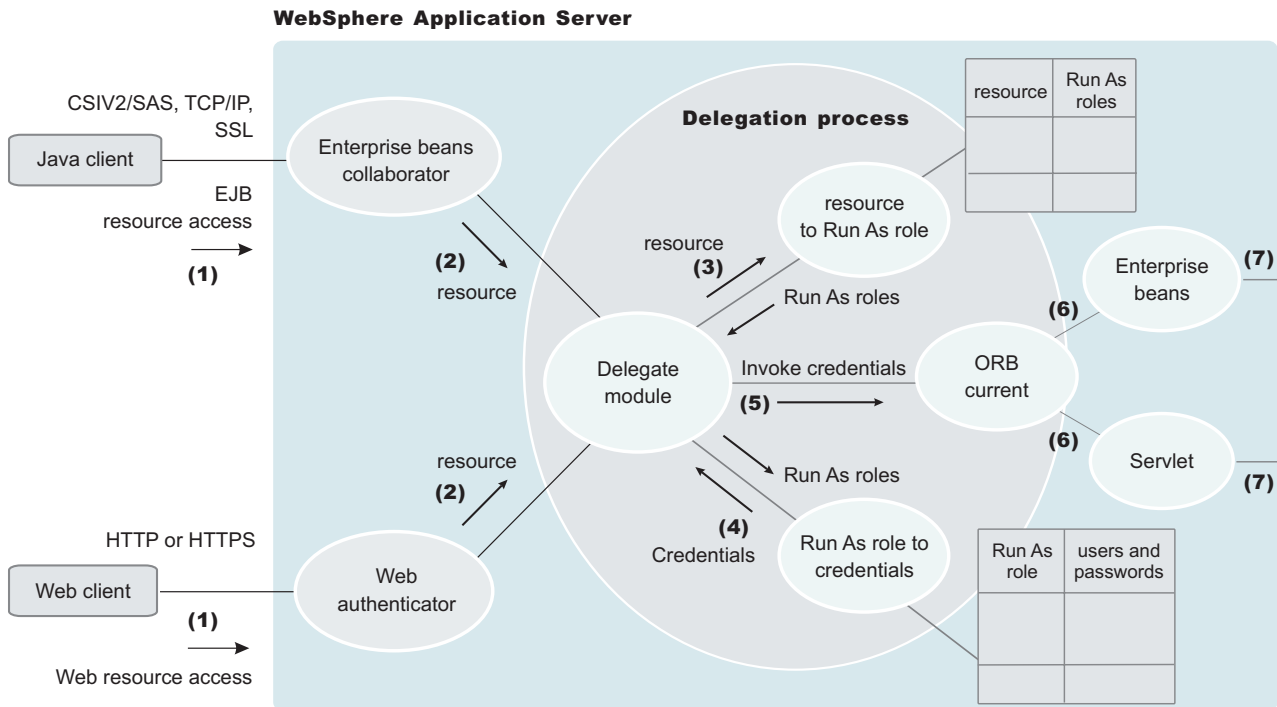 WebSphere Application Server
CSIV2/SAS, TCP/IP,
SSL
Java client
EJB
resource access
(1)
Enterprise beans
collaborator
(2)
resource
Delegation process
resource
Run As
roles
resource
to Run As role
resource
(3)
Run As roles
Enterprise
beans
(7)
(6)
Delegate
module
Invoke credentials
(5)
ORB
current
(6)
Servlet
(7)
resource
(2)
Run As roles
(4)
Credentials
Run As role to
credentials
Run As
role
users and
passwords
HTTP or HTTPS
Web client
(1)
Web resource access
Web
authenticator